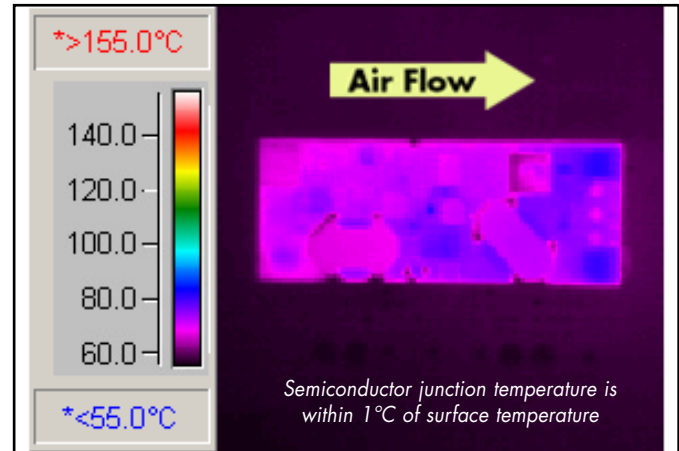 *>155.0°C
140.0
120.0
100.0
80.0
60.0
*<55.0°C
Air Flow
Semiconductor junction temperature is
within 1°C of surface temperature